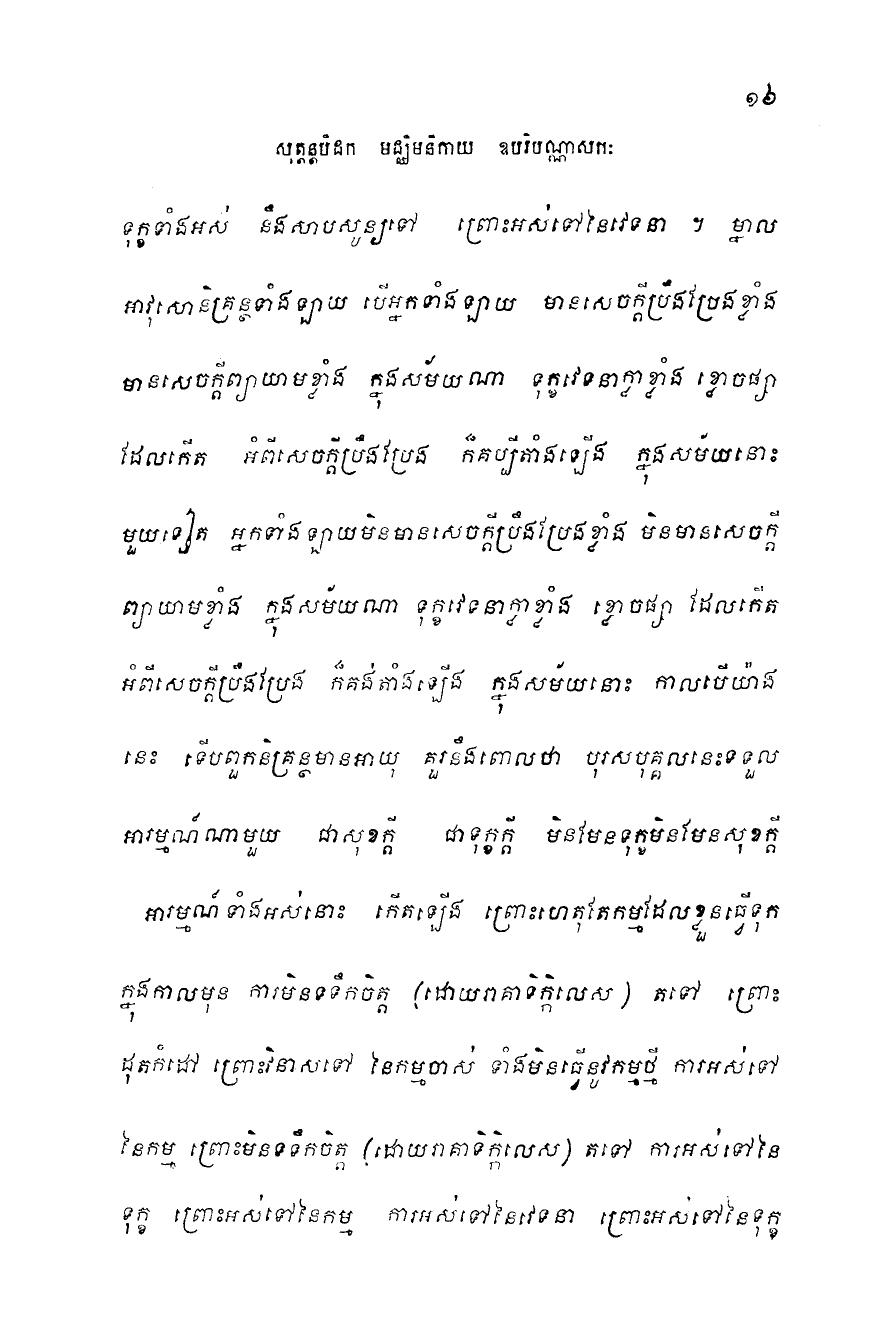 ១៦
សុត្តន្តបិដក មជ្ឈិមនិកាយ ឧបរិបណ្ណាសកៈ
ទុក្ខទាំងអស់ នឹងសាបសូន្យទៅ ព្រោះអស់ទៅនៃវេទនា ។ ម្នាល
អាវុសោនិគ្រន្ថទាំងឡាយ បើអ្នកទាំងឡាយ មានសេចក្តីប្រឹងប្រែងខ្លាំង
មានសេចក្តីព្យាយាមខ្លាំង ក្នុងសម័យណា ទុក្ខវេទនាក្លាខ្លាំង ខ្លោចផ្សា
ដែលកើត អំពីសេចក្តីប្រឹងប្រែង ក៏គប្បីតាំងឡើង ក្នុងសម័យនោះ
មួយទៀត អ្នកទាំងឡាយមិនមានសេចក្តីប្រឹងប្រែងខ្លាំង មិនមានសេចក្តី
ព្យាយាមខ្លាំង ក្នុងសម័យណា ទុក្ខវេទនាក្លាខ្លាំង ខ្លោចផ្សា ដែលកើត
អំពីសេចក្តីប្រឹងប្រែង ក៏គង់តាំងឡើង ក្នុងសម័យនោះ កាលបើយ៉ាង
នេះ ទើបពួកនិគ្រន្ថមានអាយុ គួរនឹងពោលថា បុរសបុគ្គលនេះទទួល
អារម្មណ៍ណាមួយ ជាសុខក្តី ជាទុក្ខក្តី មិនមែនទុក្ខមិនមែនសុខក្តី
អារម្មណ៍ទាំងអស់នោះ កើតឡើង ព្រោះហេតុតែកម្មដែលខ្លួនធ្វើទុក
ក្នុងកាលមុន ការមិនទទឹកចិត្ត (ដោយរាគាទិក្កិលេស) តទៅ ព្រោះ
ដុតកំដៅ ព្រោះវិនាសទៅ នៃកម្មចាស់ ទាំងមិនធ្វើនូវកម្មថ្មី ការអស់ទៅ
នៃកម្ម ព្រោះមិនទទឹកចិត្ត (ដោយរាគាទិក្កិលេស) តទៅ ការអស់ទៅនៃ
ទុក្ខ ព្រោះអស់ទៅនៃកម្ម ការអស់ទៅនៃវេទនា ព្រោះអស់ទៅនៃទុក្ខ